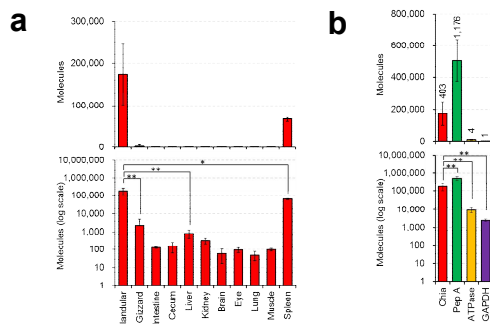 a
Molecules
300,000
200,000
100,000
0
Molecules (log scale)
10,000,000
1,000,000
100,000
10,000
1,000
100
10
1
**
**
*
landular
Gizzard
Intestine
Cecum
Liver
Kidney
Brain
Eye
Lung
Muscle
Spleen
b
Molecules
800,000
600,000
400,000
200,000
0
403
1,176
4
1
Molecules (log scale)
10,000,000
1,000,000
100,000
10,000
1,000
100
10
1
**
**
**
Chia
Pep A
ATPase
GAPDH